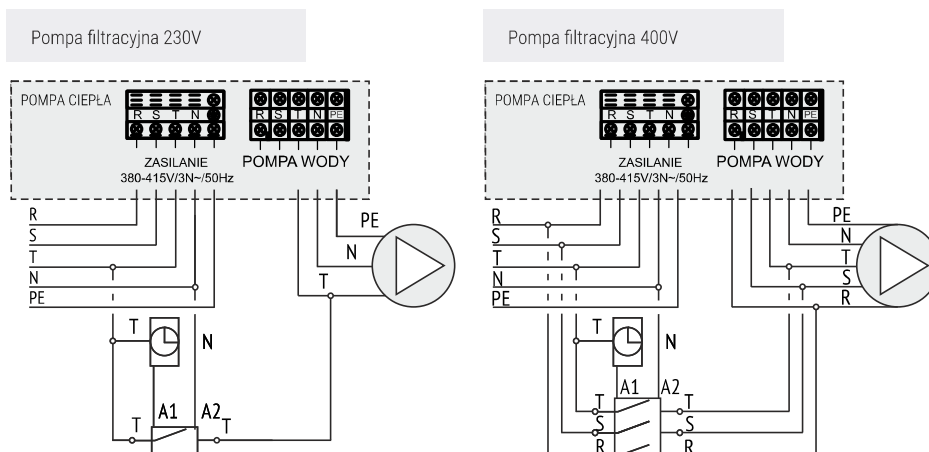 Pompa filtracyjna 230V
POMPA CIEPŁA
R S T N
R S T N PE
ZASILANIE
380-415V/3N~/50Hz
POMPA WODY
R
S
T
N
PE
PE
N
T
T
N
A1
A2
T
T
Pompa filtracyjna 400V
POMPA CIEPŁA
R S T N
R S T N PE
ZASILANIE
380-415V/3N~/50Hz
POMPA WODY
R
S
T
N
PE
PE
N
T
S
R
T
N
A1
A2
T
T
S
S
R
R